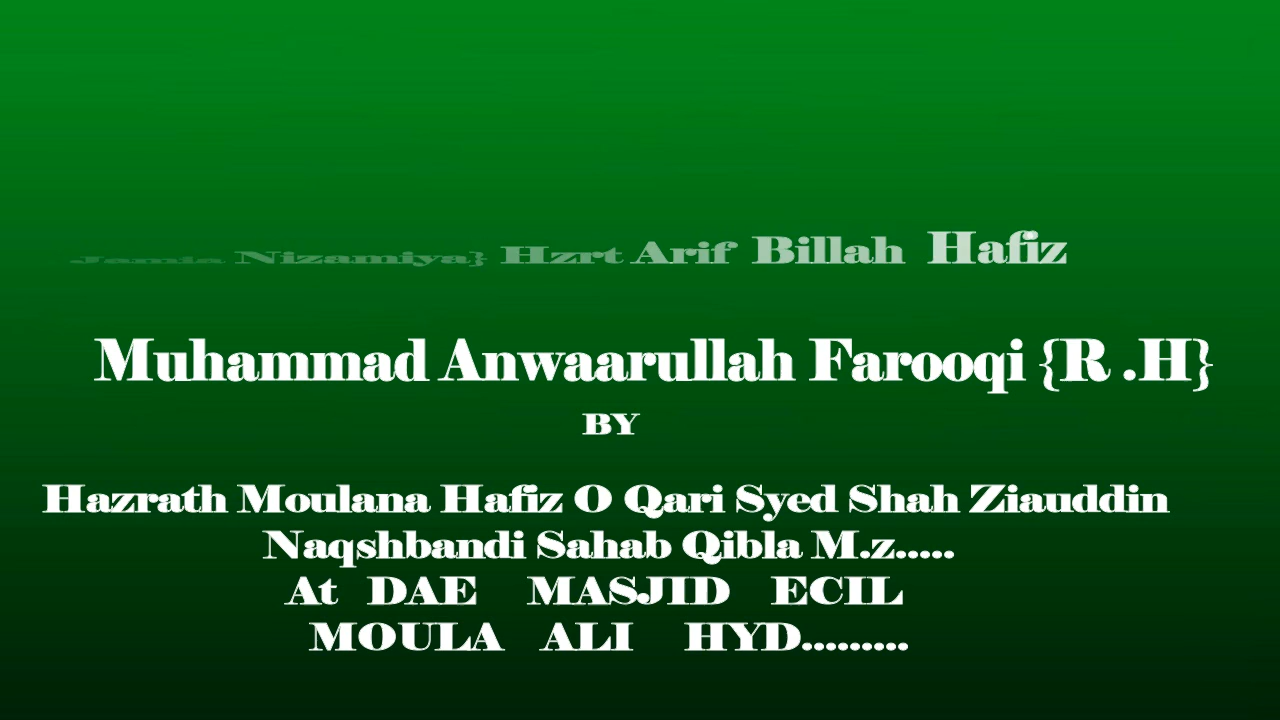 Jamia Nizamiya} Hzrt Arif Billah Hafiz
Muhammad Anwaarullah Farooqi {R .H}
BY
Hazrath Moulana Hafiz O Qari Syed Shah Ziauddin
Naqshbandi Sahab Qibla M.z.....
At DAE MASJID ECIL
MOULA ALI HYD.........